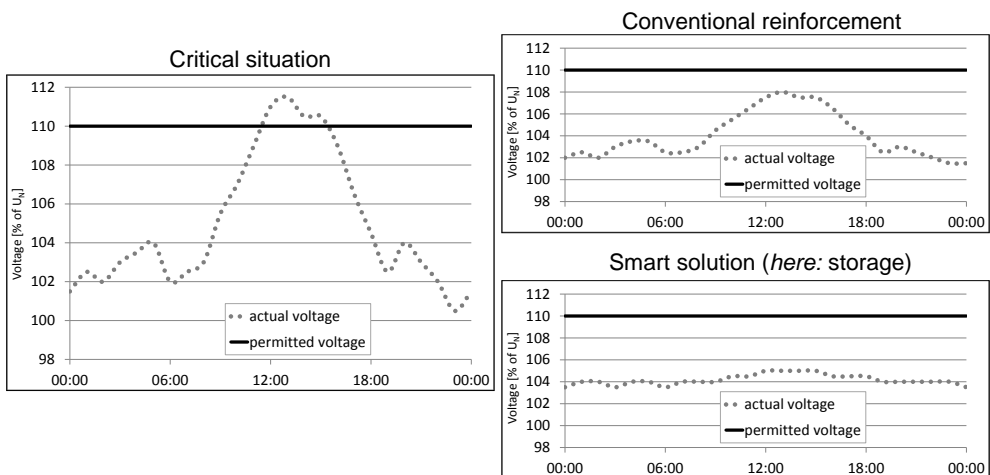 Critical situation
Voltage [% of U_N]
112
110
108
106
104
102
100
98
00:00 06:00 12:00 18:00 00:00
actual voltage
permitted voltage
Conventional reinforcement
Voltage [% of U_N]
112
110
108
106
104
102
100
98
00:00 06:00 12:00 18:00 00:00
actual voltage
permitted voltage
Smart solution (here: storage)
Voltage [% of U_N]
112
110
108
106
104
102
100
98
00:00 06:00 12:00 18:00 00:00
actual voltage
permitted voltage